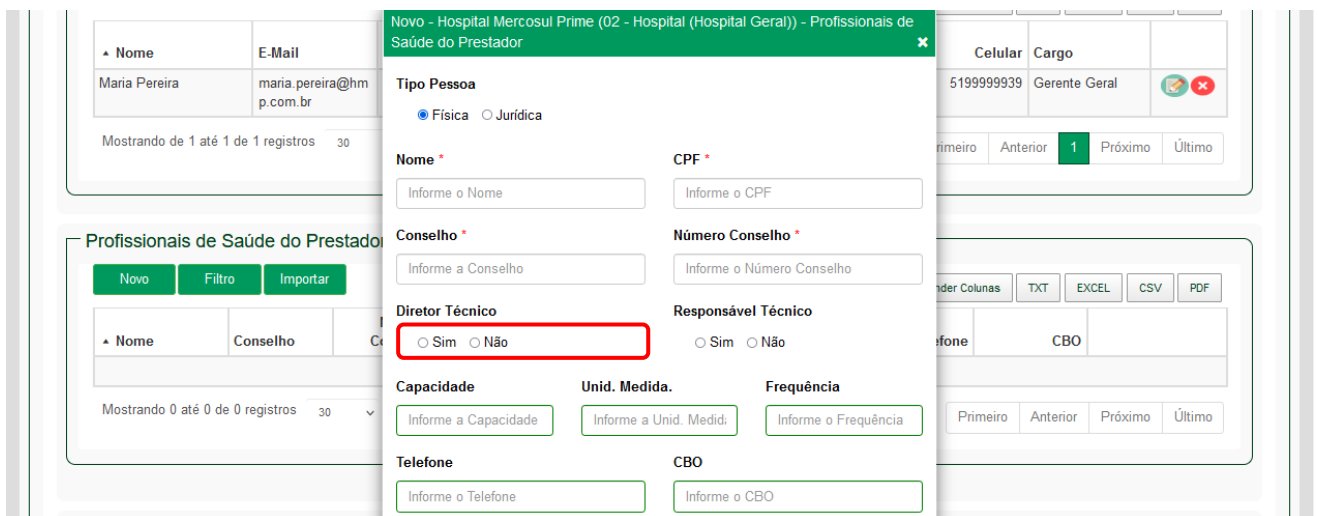 Novo - Hospital Mercosul Prime (02 - Hospital (Hospital Geral)) - Profissionais de
Saúde do Prestador
Nome E-Mail Celular Cargo
Maria Pereira maria.pereira@hm 5199999939 Gerente Geral
p.com.br
Mostrando de 1 até 1 de 1 registros 30 Anterior 1 Próximo Último
Tipo Pessoa
Física Jurídica
Nome * CPF *
Informe o Nome Informe o CPF
Conselho * Número Conselho *
Informe a Conselho Informe o Número Conselho
Diretor Técnico Responsável Técnico
Sim Não Sim Não
Capacidade Unid. Medida. Frequência
Informe a Capacidade Informe a Unid. Informe o Frequência
Telefone CBO
Informe o Telefone Informe o CBO
Profissionais de Saúde do
Novo Filtro Importar Colunas TXT EXCEL CSV PDF
Nome Conselho CBO
Mostrando 0 até 0 de 0 registros 30 Primeiro Anterior Próximo Último